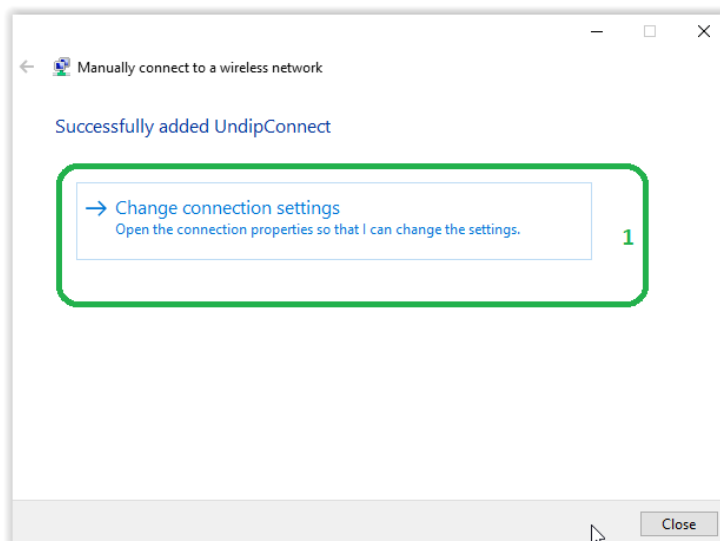 Manually connect to a wireless network
Successfully added UndipConnect
Change connection settings
Open the connection properties so that I can change the settings.
1
Close